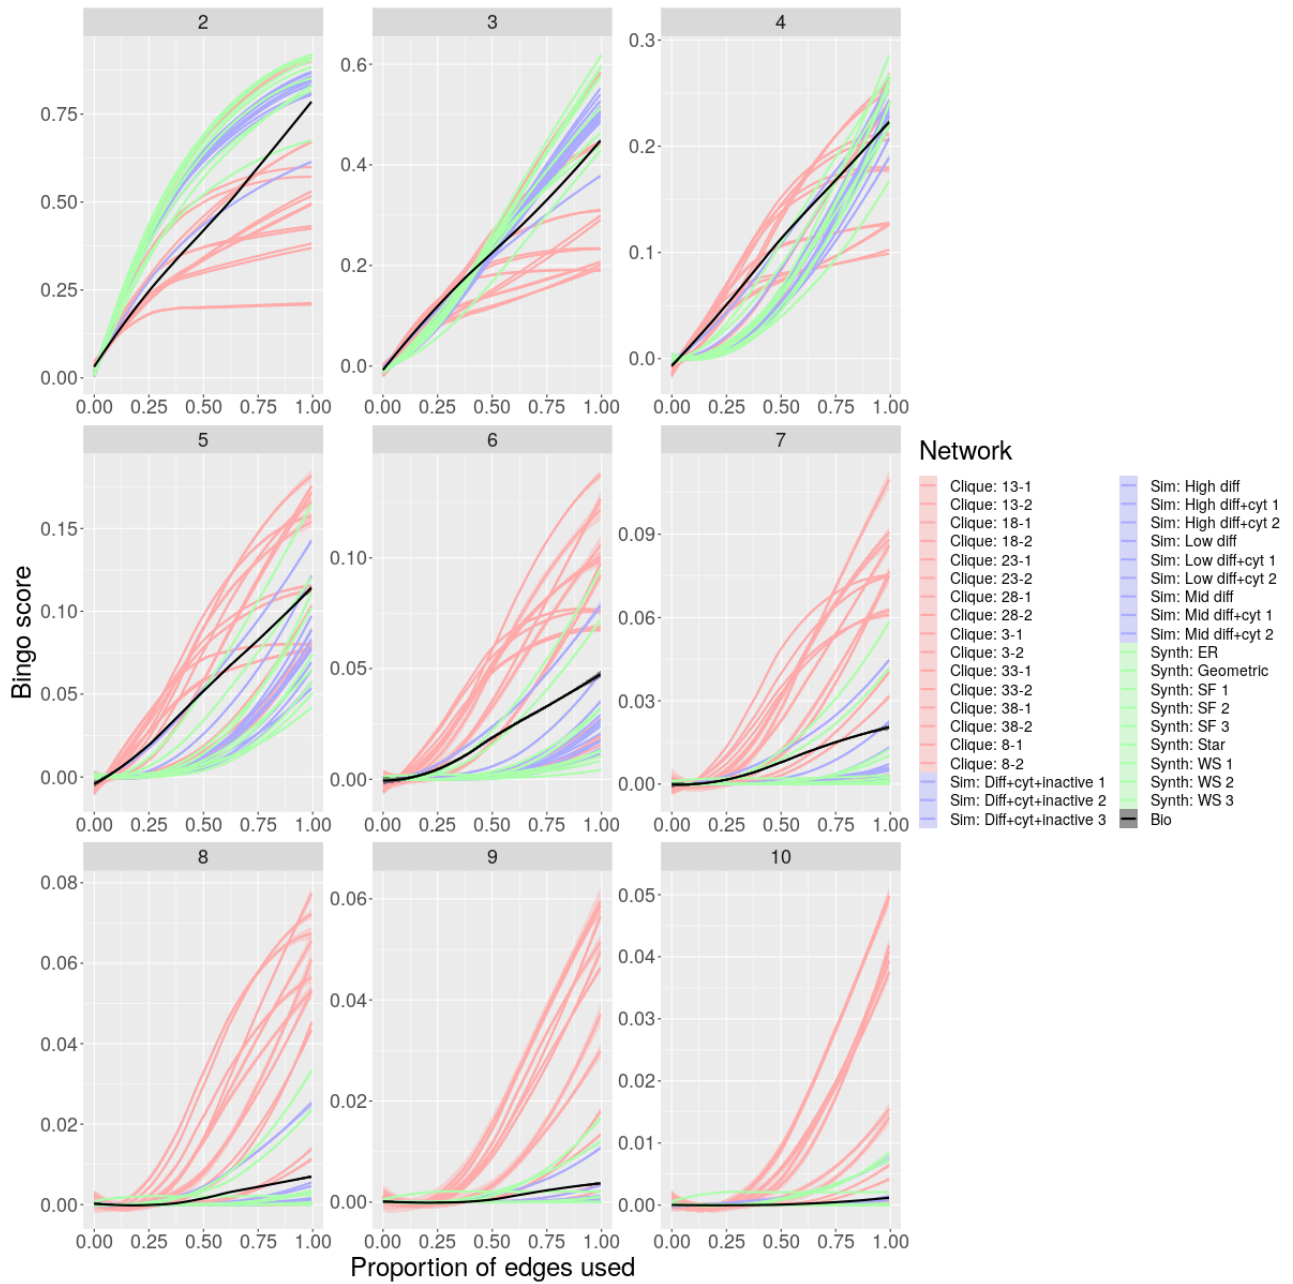 2 3 4
0.75
0.50
0.25
0.00
0.6
0.4
0.2
0.0
0.3
0.2
0.1
0.0
0.00 0.25 0.50 0.75 1.00 0.00 0.25 0.50 0.75 1.00 0.00 0.25 0.50 0.75 1.00
5 6 7
0.15
0.10
0.05
0.00
0.10
0.05
0.00
0.09
0.06
0.03
0.00
0.00 0.25 0.50 0.75 1.00 0.00 0.25 0.50 0.75 1.00 0.00 0.25 0.50 0.75 1.00
8 9 10
0.08
0.06
0.04
0.02
0.00
0.06
0.04
0.02
0.00
0.05
0.04
0.03
0.02
0.01
0.00
0.00 0.25 0.50 0.75 1.00 0.00 0.25 0.50 0.75 1.00 0.00 0.25 0.50 0.75 1.00
Bingo score
Proportion of edges used
Network
Clique: 13-1
Clique: 13-2
Clique: 18-1
Clique: 18-2
Clique: 23-1
Clique: 23-2
Clique: 28-1
Clique: 28-2
Clique: 3-1
Clique: 3-2
Clique: 33-1
Clique: 33-2
Clique: 38-1
Clique: 38-2
Clique: 8-1
Clique: 8-2
Sim: Diff+cyt+inactive 1
Sim: Diff+cyt+inactive 2
Sim: Diff+cyt+inactive 3
Sim: High diff
Sim: High diff+cyt 1
Sim: High diff+cyt 2
Sim: Low diff
Sim: Low diff+cyt 1
Sim: Low diff+cyt 2
Sim: Mid diff
Sim: Mid diff+cyt 1
Sim: Mid diff+cyt 2
Synth: ER
Synth: Geometric
Synth: SF 1
Synth: SF 2
Synth: SF 3
Synth: Star
Synth: WS 1
Synth: WS 2
Synth: WS 3
Bio